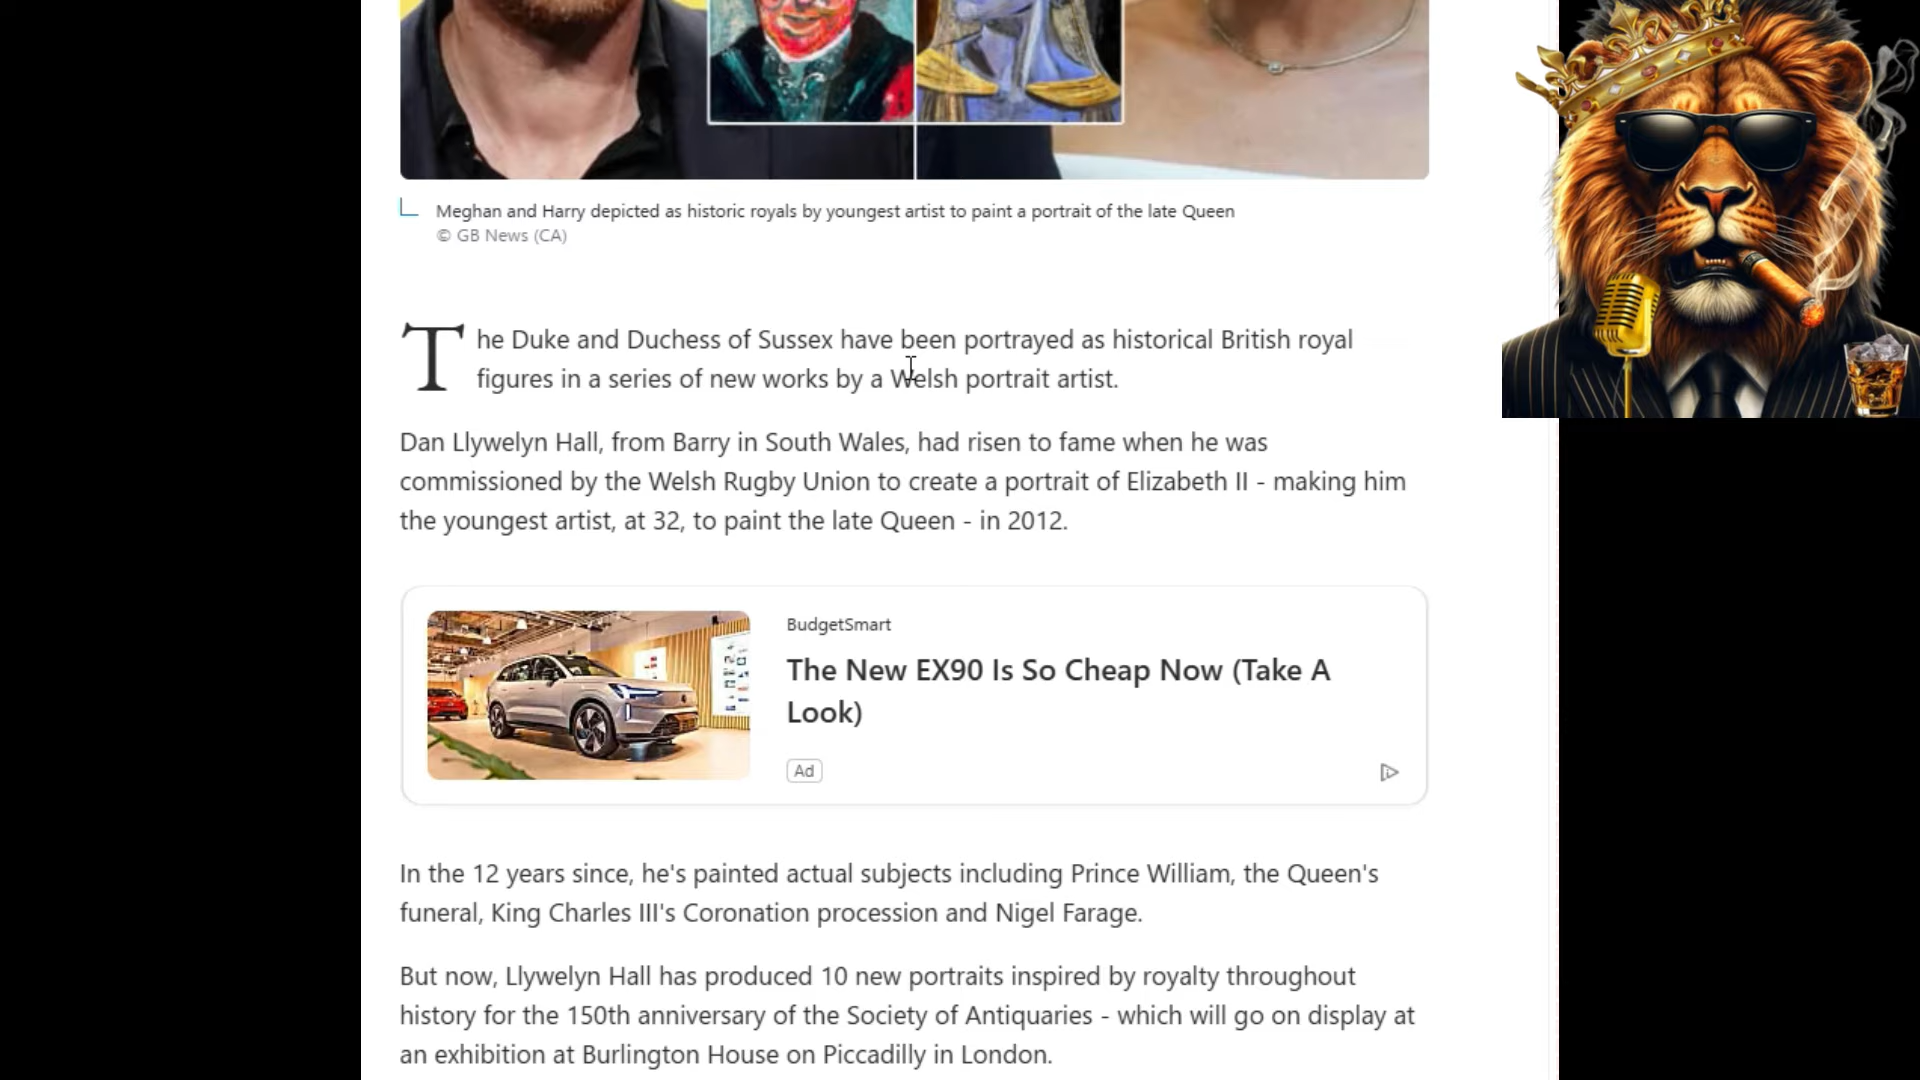 Meghan and Harry depicted as historic royals by youngest artist to paint a portrait of the late Queen
© GB News (CA)
The Duke and Duchess of Sussex have been portrayed as historical British royal
figures in a series of new works by a Welsh portrait artist.
Dan Llywelyn Hall, from Barry in South Wales, had risen to fame when he was
commissioned by the Welsh Rugby Union to create a portrait of Elizabeth II - making him
the youngest artist, at 32, to paint the late Queen - in 2012.
BudgetSmart
The New EX90 Is So Cheap Now (Take A
Look)
Ad
In the 12 years since, he's painted actual subjects including Prince William, the Queen's
funeral, King Charles III's Coronation procession and Nigel Farage.
But now, Llywelyn Hall has produced 10 new portraits inspired by royalty throughout
history for the 150th anniversary of the Society of Antiquaries - which will go on display at
an exhibition at Burlington House on Piccadilly in London.